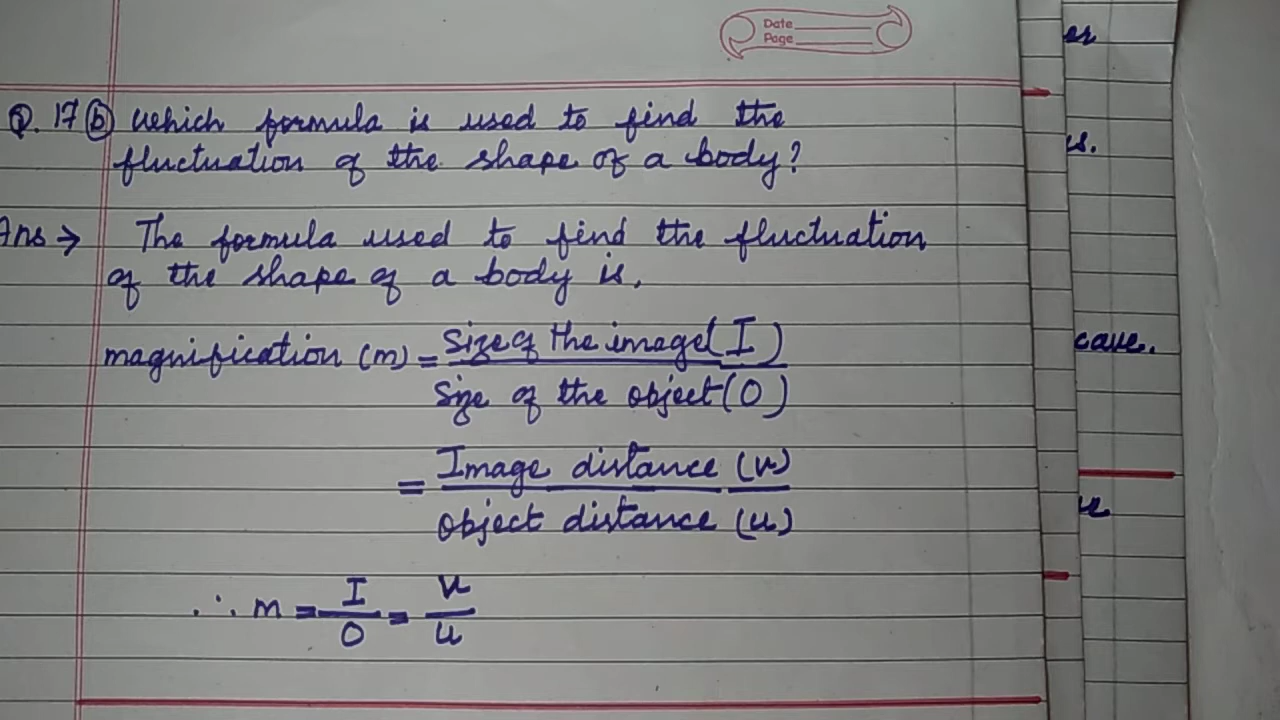 Date
Page
Q. 17 (b) Which formula is used to find the
fluctuation of the shape of a body?
Ans → The formula used to find the fluctuation
of the shape of a body is,
magnification (m) = Size of the image (I)
Size of the object (O)
= Image distance (v)
object distance (u)
∴ m = I/O = v/u
er
s.
cave.